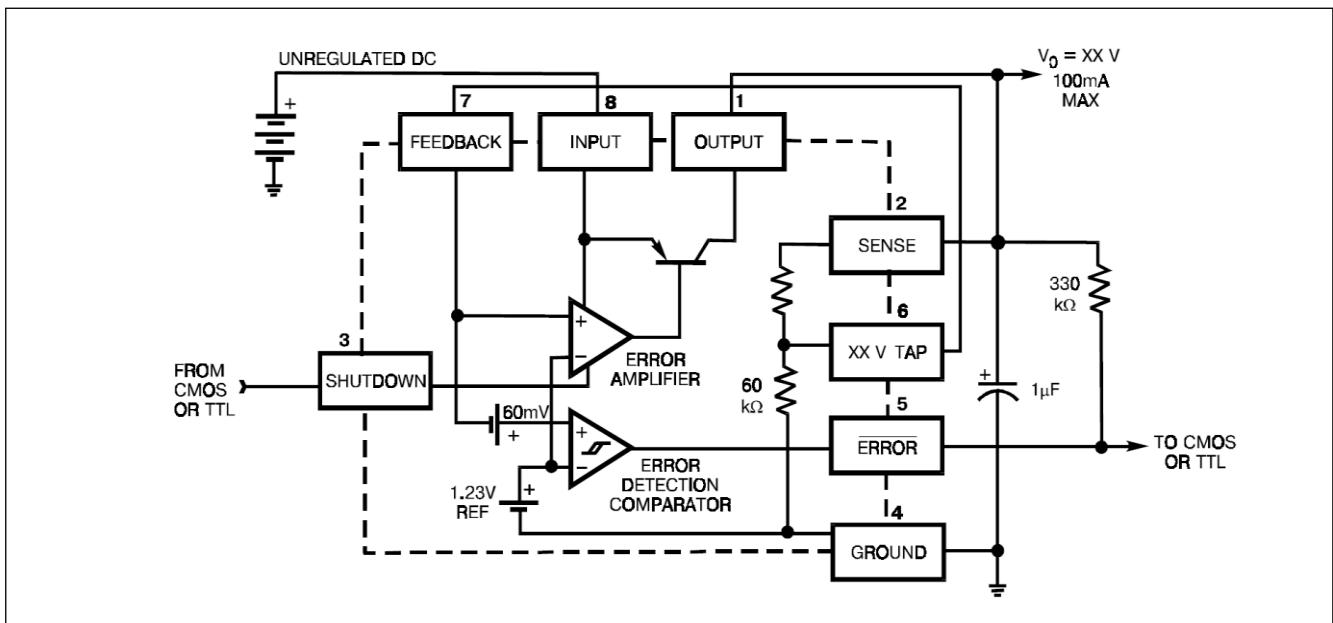 UNREGULATED DC
V0 = XX V
100mA
MAX
+
7
8
1
FEEDBACK
INPUT
OUTPUT
2
SENSE
330
kΩ
6
XX V TAP
+
−
ERROR
AMPLIFIER
3
SHUTDOWN
FROM
CMOS
OR TTL
60
kΩ
+
1µF
5
60mV
+
+
−
ERROR
TO CMOS
OR TTL
ERROR
DETECTION
COMPARATOR
1.23V
REF
+
4
GROUND